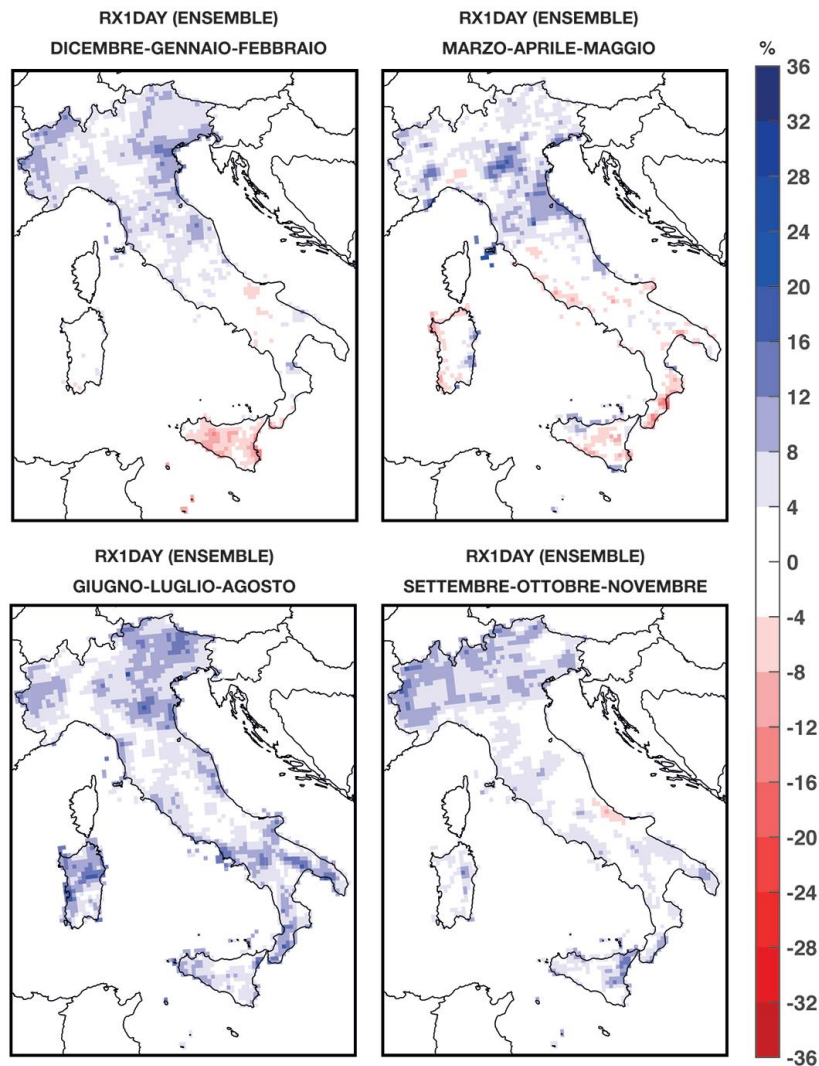 RX1DAY (ENSEMBLE)
DICEMBRE-GENNAIO-FEBBRAIO
RX1DAY (ENSEMBLE)
MARZO-APRILE-MAGGIO
%
36
32
28
24
20
16
12
8
4
0
-4
-8
-12
-16
-20
-24
-28
-32
-36
RX1DAY (ENSEMBLE)
GIUGNO-LUGLIO-AGOSTO
RX1DAY (ENSEMBLE)
SETTEMBRE-OTTOBRE-NOVEMBRE